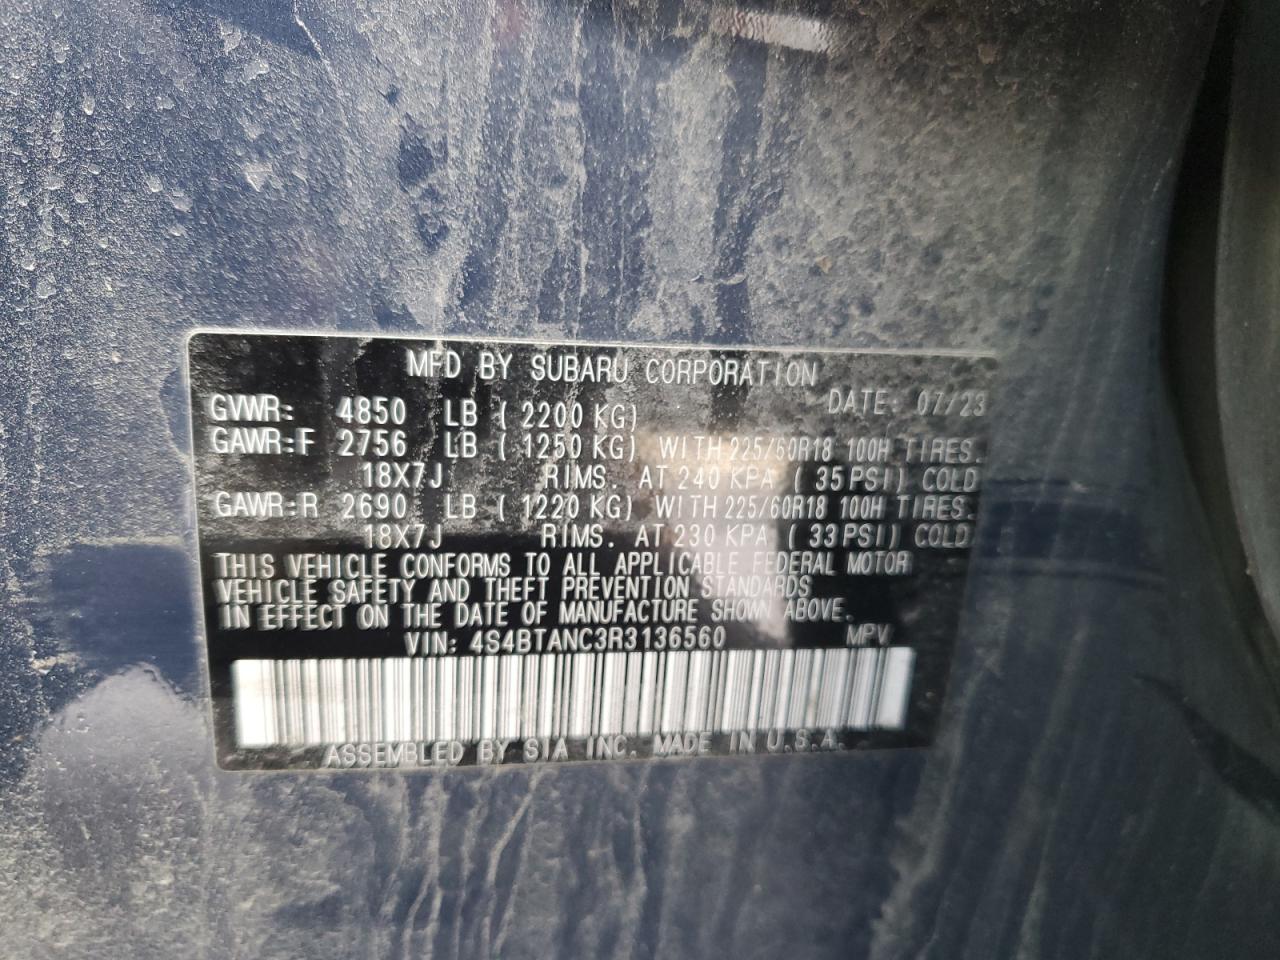 MFD BY SUBARU CORPORATION
DATE: 07/23
GVWR: 4850 LB (2200 KG)
GAWR:F 2756 LB (1250 KG) WITH 225/60R18 100H TIRES.
18X7J RIMS. AT 240 KPA (35PSI) COLD
GAWR:R 2690 LB (1220 KG) WITH 225/60R18 100H TIRES.
18X7J RIMS. AT 230 KPA (33PSI) COLD
THIS VEHICLE CONFORMS TO ALL APPLICABLE FEDERAL MOTOR
VEHICLE SAFETY AND THEFT PREVENTION STANDARDS
IN EFFECT ON THE DATE OF MANUFACTURE SHOWN ABOVE.
VIN: 4S4BTANC3R3136560 MPV
ASSEMBLED BY SIA INC. MADE IN U.S.A.